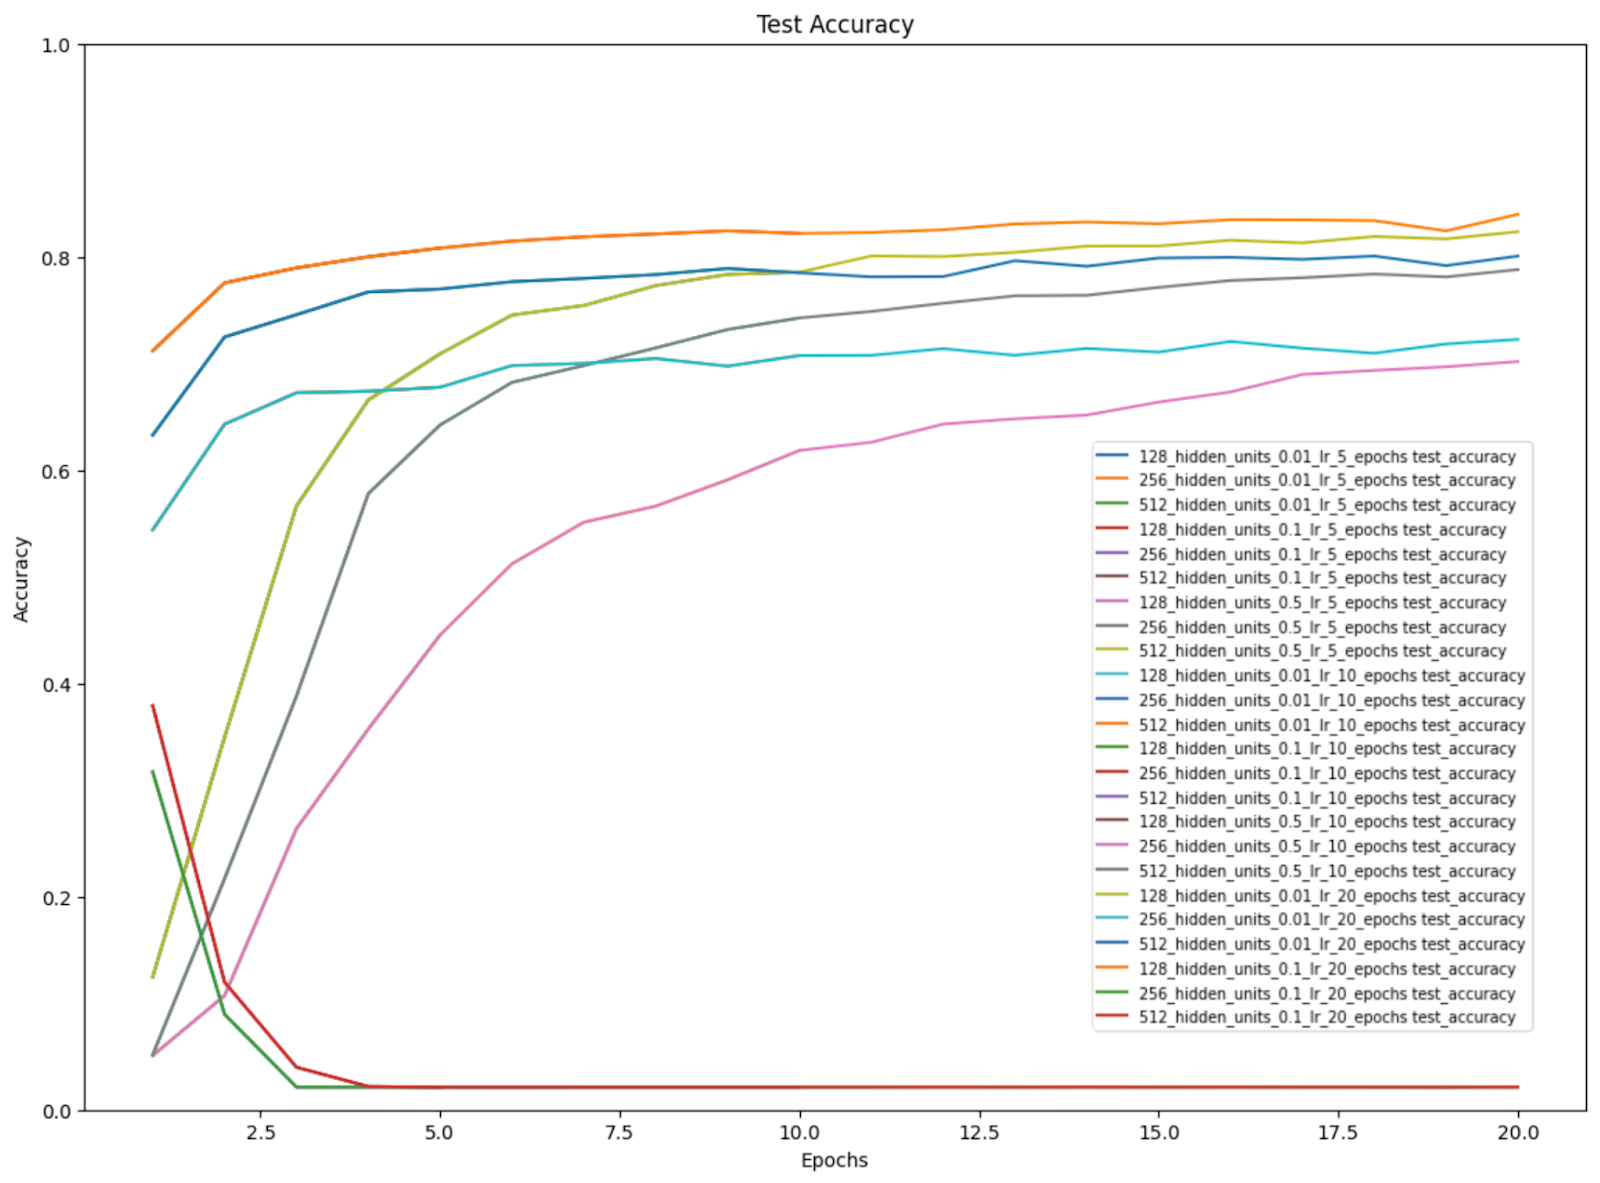 Test Accuracy
1.0
0.8
0.6
0.4
0.2
0.0
Accuracy
128_hidden_units_0.01_lr_5_epochs test_accuracy
256_hidden_units_0.01_lr_5_epochs test_accuracy
512_hidden_units_0.01_lr_5_epochs test_accuracy
128_hidden_units_0.1_lr_5_epochs test_accuracy
256_hidden_units_0.1_lr_5_epochs test_accuracy
512_hidden_units_0.1_lr_5_epochs test_accuracy
128_hidden_units_0.5_lr_5_epochs test_accuracy
256_hidden_units_0.5_lr_5_epochs test_accuracy
512_hidden_units_0.5_lr_5_epochs test_accuracy
128_hidden_units_0.01_lr_10_epochs test_accuracy
256_hidden_units_0.01_lr_10_epochs test_accuracy
512_hidden_units_0.01_lr_10_epochs test_accuracy
128_hidden_units_0.1_lr_10_epochs test_accuracy
256_hidden_units_0.1_lr_10_epochs test_accuracy
512_hidden_units_0.1_lr_10_epochs test_accuracy
128_hidden_units_0.5_lr_10_epochs test_accuracy
256_hidden_units_0.5_lr_10_epochs test_accuracy
512_hidden_units_0.5_lr_10_epochs test_accuracy
128_hidden_units_0.01_lr_20_epochs test_accuracy
256_hidden_units_0.01_lr_20_epochs test_accuracy
512_hidden_units_0.01_lr_20_epochs test_accuracy
128_hidden_units_0.1_lr_20_epochs test_accuracy
256_hidden_units_0.1_lr_20_epochs test_accuracy
512_hidden_units_0.1_lr_20_epochs test_accuracy
2.5 5.0 7.5 10.0 12.5 15.0 17.5 20.0
Epochs